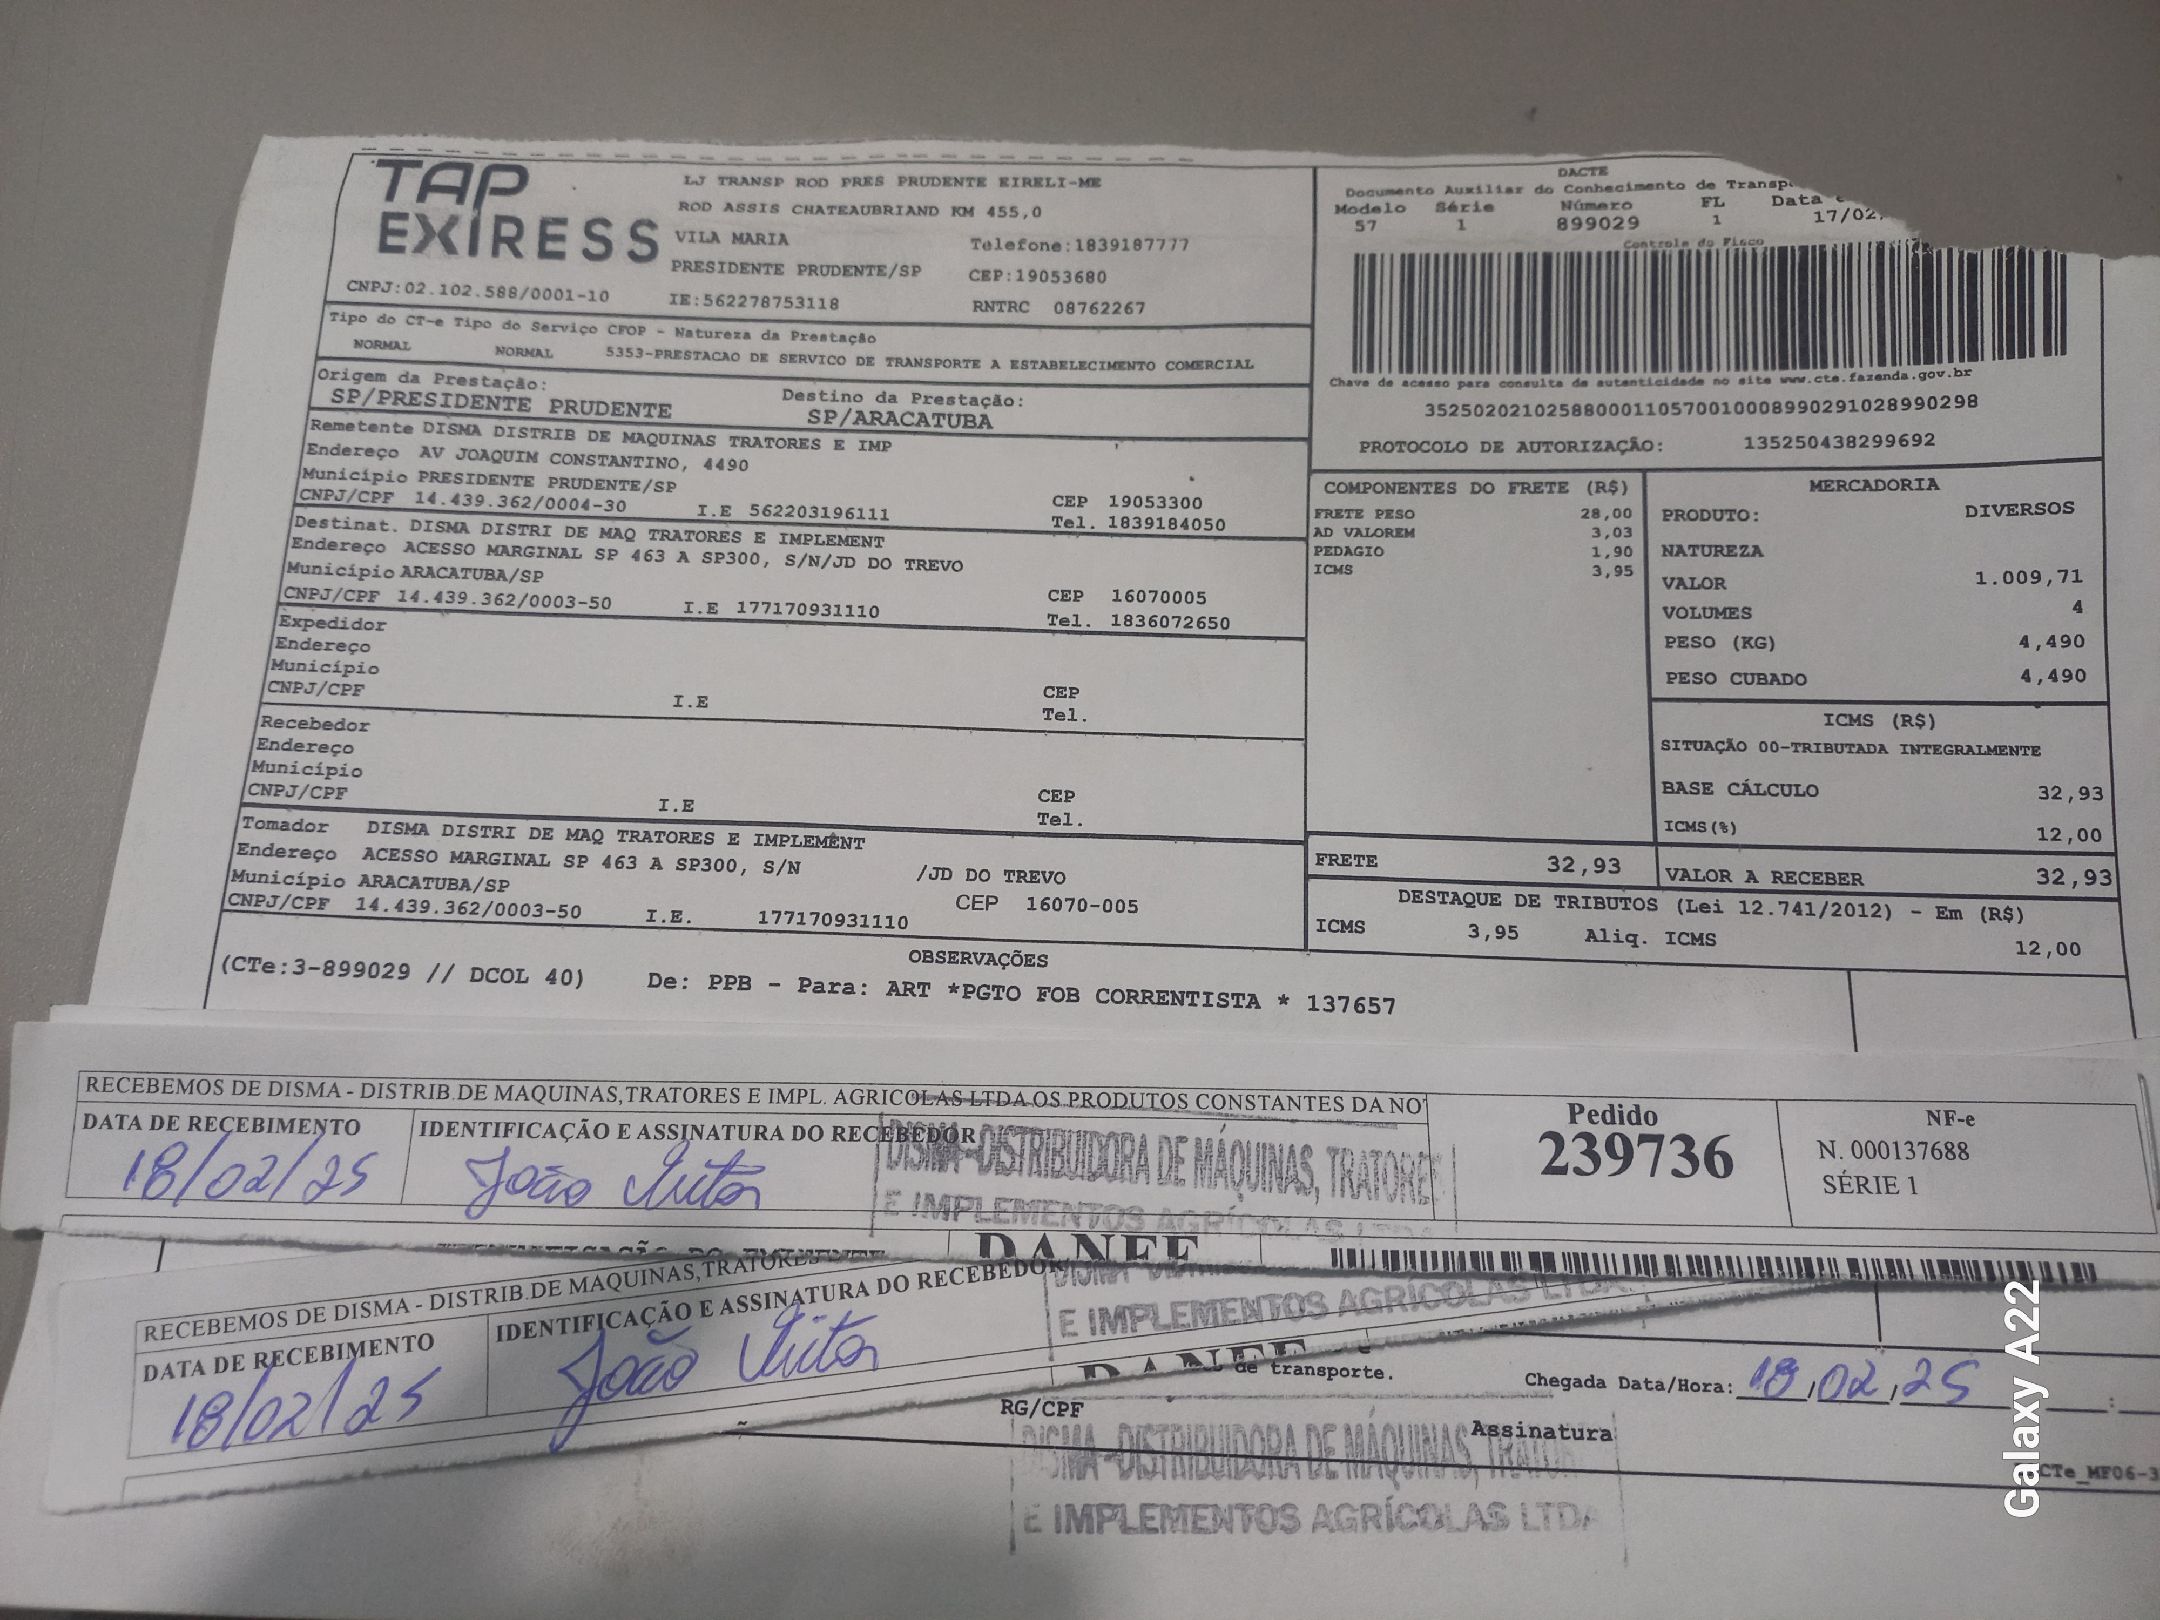 TAP
EXPRESS
LJ TRANSP ROD PRES PRUDENTE EIRELI-ME
ROD ASSIS CHATEAUBRIAND KM 455,0
VILA MARIA Telefone:1839187777
PRESIDENTE PRUDENTE/SP CEP:19053680
CNPJ:02.102.588/0001-10 IE:562278753118 RNTRC 08762267
Tipo do CT-e Tipo do Serviço CFOP - Natureza da Prestação
NORMAL NORMAL 5353-PRESTACAO DE SERVICO DE TRANSPORTE A ESTABELECIMENTO COMERCIAL
Origem da Prestação: Destino da Prestação:
SP/PRESIDENTE PRUDENTE SP/ARACATUBA
Remetente DISMA DISTRIB DE MAQUINAS TRATORES E IMP
Endereço AV JOAQUIM CONSTANTINO, 4490
Município PRESIDENTE PRUDENTE/SP CEP 19053300
CNPJ/CPF 14.439.362/0004-30 I.E 562203196111 Tel. 1839184050
Destinat. DISMA DISTRI DE MAQ TRATORES E IMPLEMENT
Endereço ACESSO MARGINAL SP 463 A SP300, S/N/JD DO TREVO
Município ARACATUBA/SP CEP 16070005
CNPJ/CPF 14.439.362/0003-50 I.E 177170931110 Tel. 1836072650
Expedidor
Endereço
Município CEP
CNPJ/CPF I.E Tel.
Recebedor
Endereço
Município CEP
CNPJ/CPF I.E Tel.
Tomador DISMA DISTRI DE MAQ TRATORES E IMPLEMENT
Endereço ACESSO MARGINAL SP 463 A SP300, S/N /JD DO TREVO
Município ARACATUBA/SP CEP 16070-005
CNPJ/CPF 14.439.362/0003-50 I.E. 177170931110
DACTE
Documento Auxiliar do Conhecimento de Transp
Modelo Série Número FL Data
57 1 899029 1 17/02
Controle do Fisco
Chave de acesso para consulta de autenticidade no site www.cte.fazenda.gov.br
35250202102588000110570010008990291028990298
PROTOCOLO DE AUTORIZAÇÃO: 135250438299692
COMPONENTES DO FRETE (R$)
FRETE PESO 28,00
AD VALOREM 3,03
PEDAGIO 1,90
ICMS 3,95
MERCADORIA
PRODUTO: DIVERSOS
NATUREZA
VALOR 1.009,71
VOLUMES 4
PESO (KG) 4,490
PESO CUBADO 4,490
ICMS (R$)
SITUAÇÃO 00-TRIBUTADA INTEGRALMENTE
BASE CÁLCULO 32,93
ICMS(%) 12,00
FRETE 32,93 VALOR A RECEBER 32,93
DESTAQUE DE TRIBUTOS (Lei 12.741/2012) - Em (R$)
ICMS 3,95 Aliq. ICMS 12,00
OBSERVAÇÕES
(CTe:3-899029 // DCOL 40) De: PPB - Para: ART *PGTO FOB CORRENTISTA * 137657
RECEBEMOS DE DISMA - DISTRIB.DE MAQUINAS,TRATORES E IMPL. AGRICOLAS LTDA OS PRODUTOS CONSTANTES DA NO
DATA DE RECEBIMENTO IDENTIFICAÇÃO E ASSINATURA DO RECEBEDOR
18/02/25 João Vitor
DISMA - DISTRIBUIDORA DE MÁQUINAS, TRATORE
E IMPLEMENTOS AGRÍCOLAS LTDA
Pedido
239736
NF-e
N. 000137688
SÉRIE 1
DANFE
RECEBEMOS DE DISMA - DISTRIB.DE MAQUINAS,TRATORES
DATA DE RECEBIMENTO IDENTIFICAÇÃO E ASSINATURA DO RECEBEDOR
18/02/25 João Vitor
E IMPLEMENTOS AGRÍCOLAS LTDA
DANFE
de transporte. Chegada Data/Hora: 18,02,25 :
RG/CPF Assinatura
DISMA - DISTRIBUIDORA DE MÁQUINAS, TRATOR
E IMPLEMENTOS AGRÍCOLAS LTDA
CTe_MF06-3
Galaxy A22